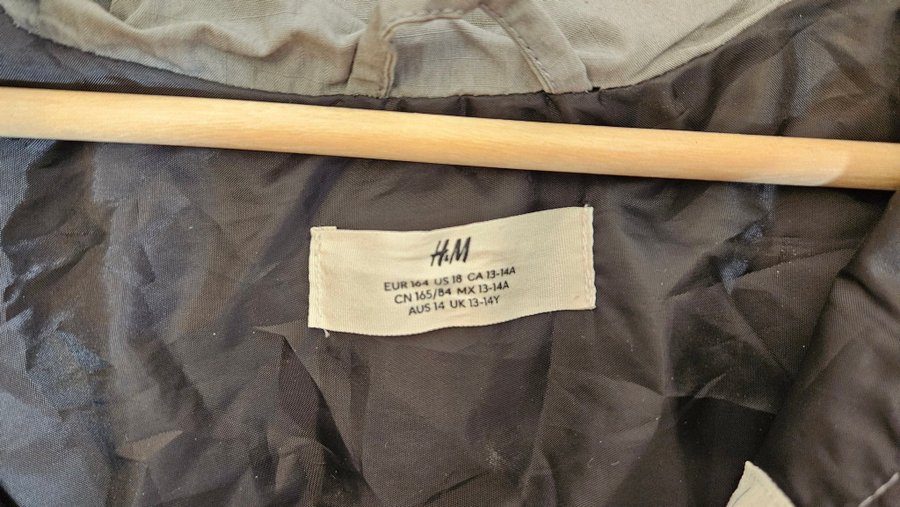 H&M
EUR 164 US 18 CA 13-14A
CN 165/84 MX 13-14A
AUS 14 UK 13-14Y